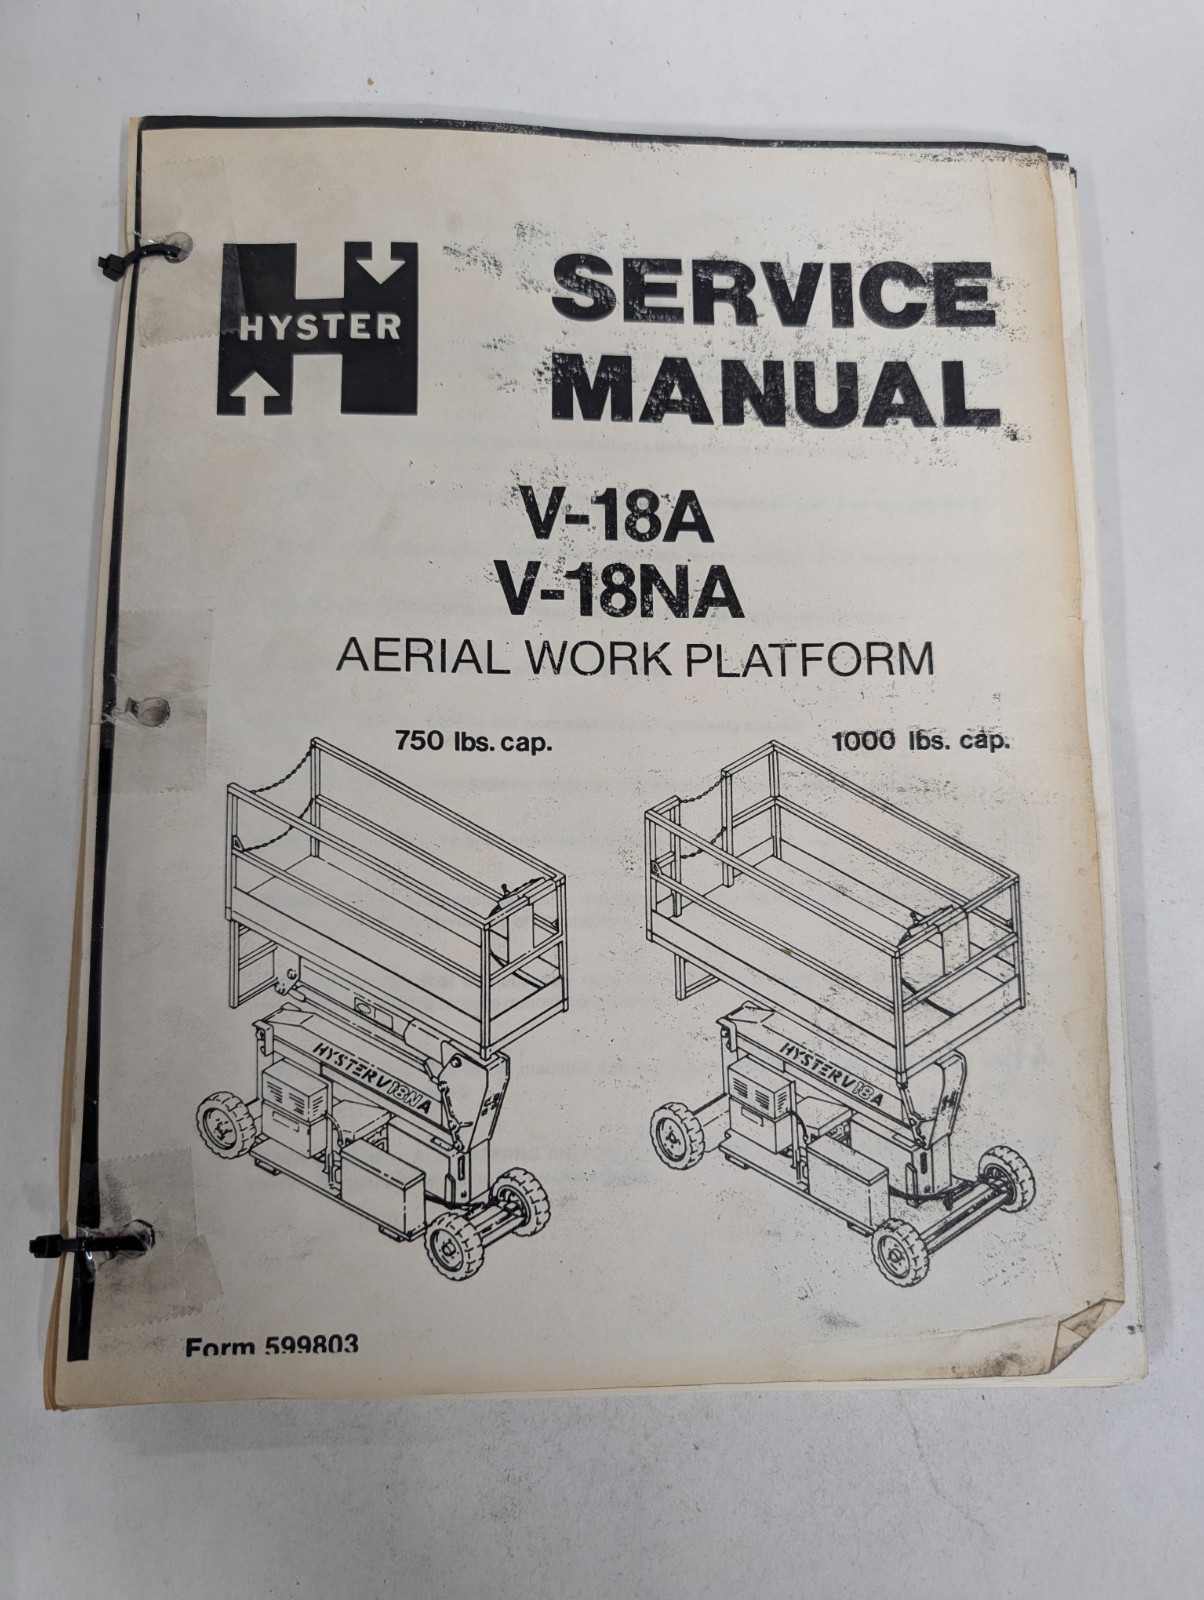 HYSTER
SERVICE
MANUAL
V-18A
V-18NA
AERIAL WORK PLATFORM
750 lbs. cap.
1000 lbs. cap.
HYSTER V18NA
HYSTER V18A
Form 599803